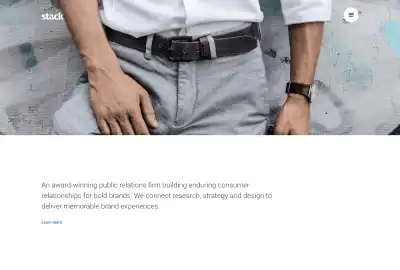 stack
An award-winning public relations firm building enduring consumer
relationships for bold brands. We connect research, strategy and design to
deliver memorable brand experiences.
Learn More